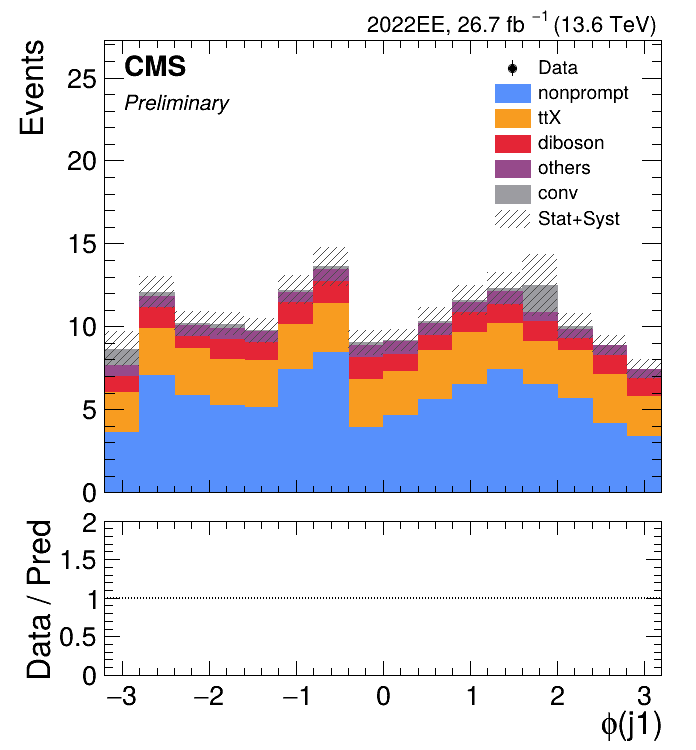 2022EE, 26.7 fb⁻¹ (13.6 TeV)
CMS
Preliminary
Events
25
20
15
10
5
0
Data
nonprompt
ttX
diboson
others
conv
Stat+Syst
Data / Pred
2
1.5
1
0.5
0
−3 −2 −1 0 1 2 3
ϕ(j1)